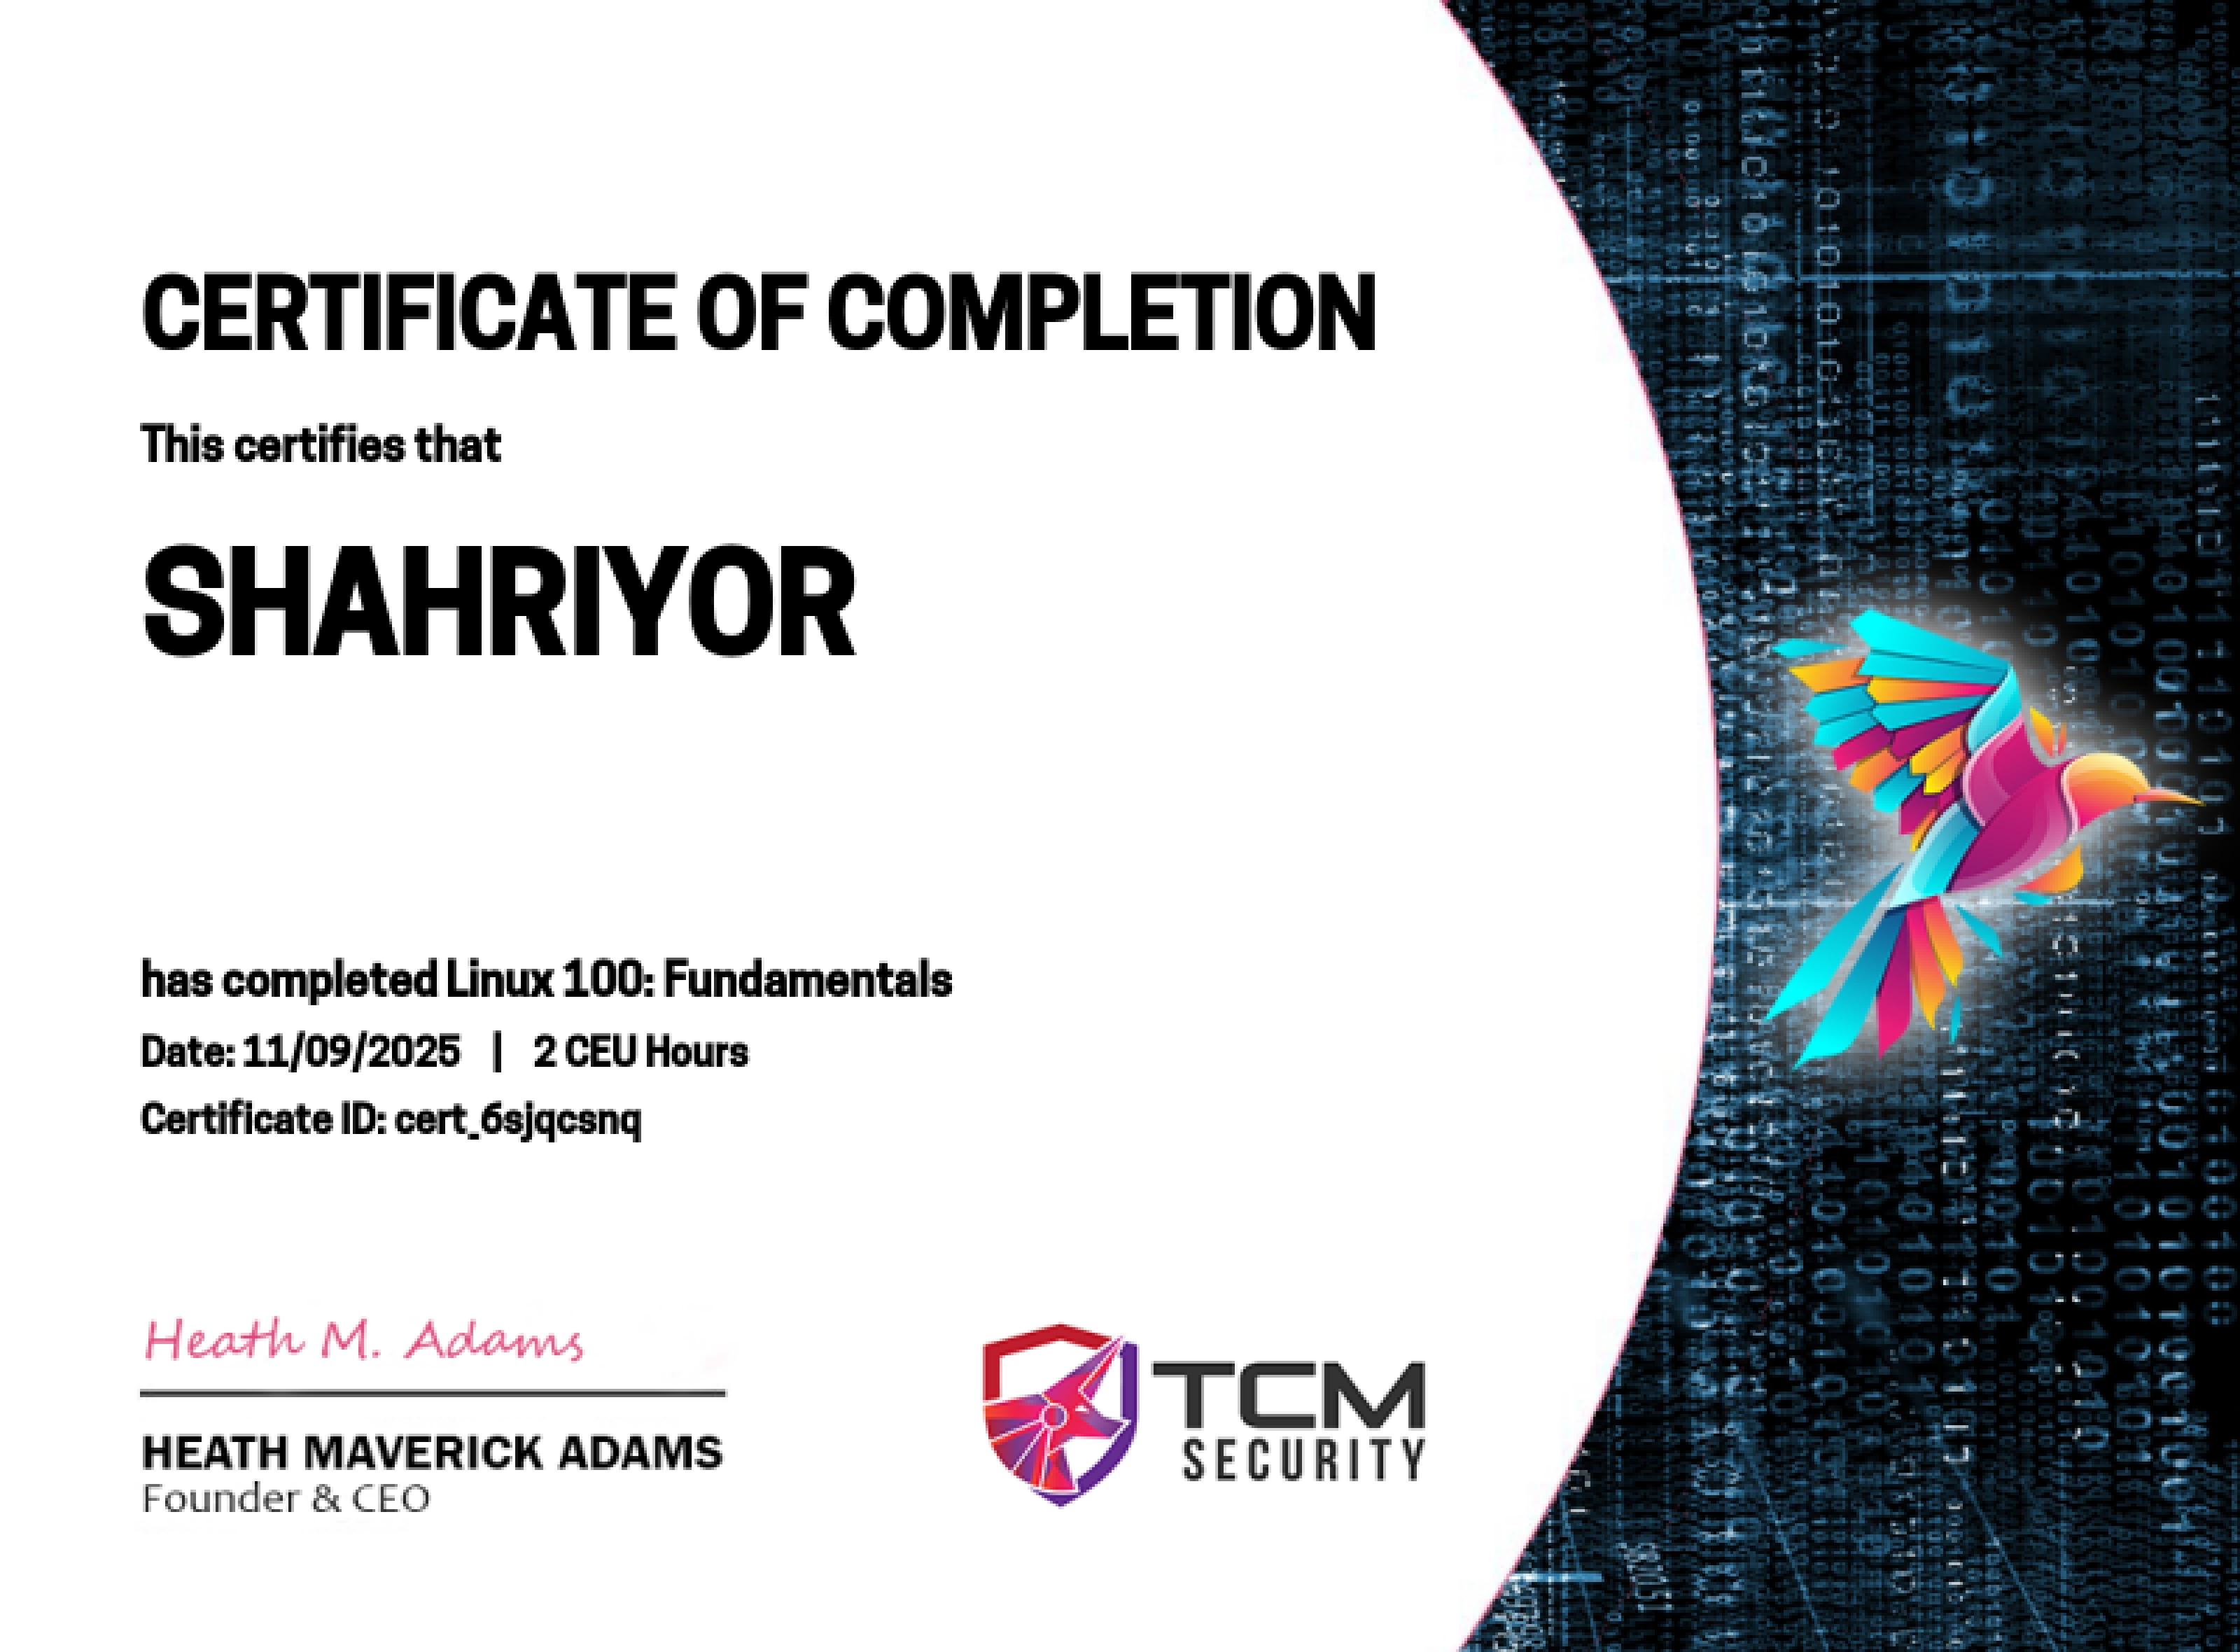 CERTIFICATE OF COMPLETION
This certifies that
SHAHRIYOR
has completed Linux 100: Fundamentals
Date: 11/09/2025 | 2 CEU Hours
Certificate ID: cert_6sjqcsnq
Heath M. Adams
HEATH MAVERICK ADAMS
Founder & CEO
TCM
SECURITY